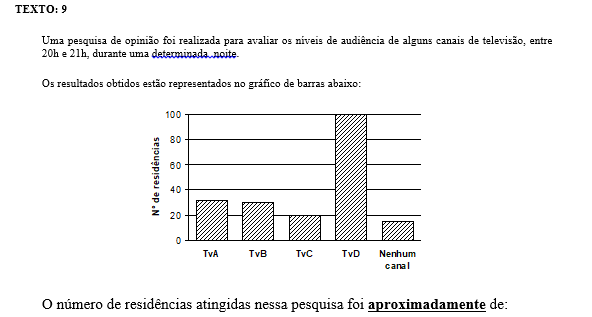 TEXTO: 9
Uma pesquisa de opinião foi realizada para avaliar os níveis de audiência de alguns canais de televisão, entre
20h e 21h, durante uma determinada noite.
Os resultados obtidos estão representados no gráfico de barras abaixo:
100
80
60
40
20
0
N° de residências
TvA TvB TvC TvD Nenhum
canal
O número de residências atingidas nessa pesquisa foi aproximadamente de: